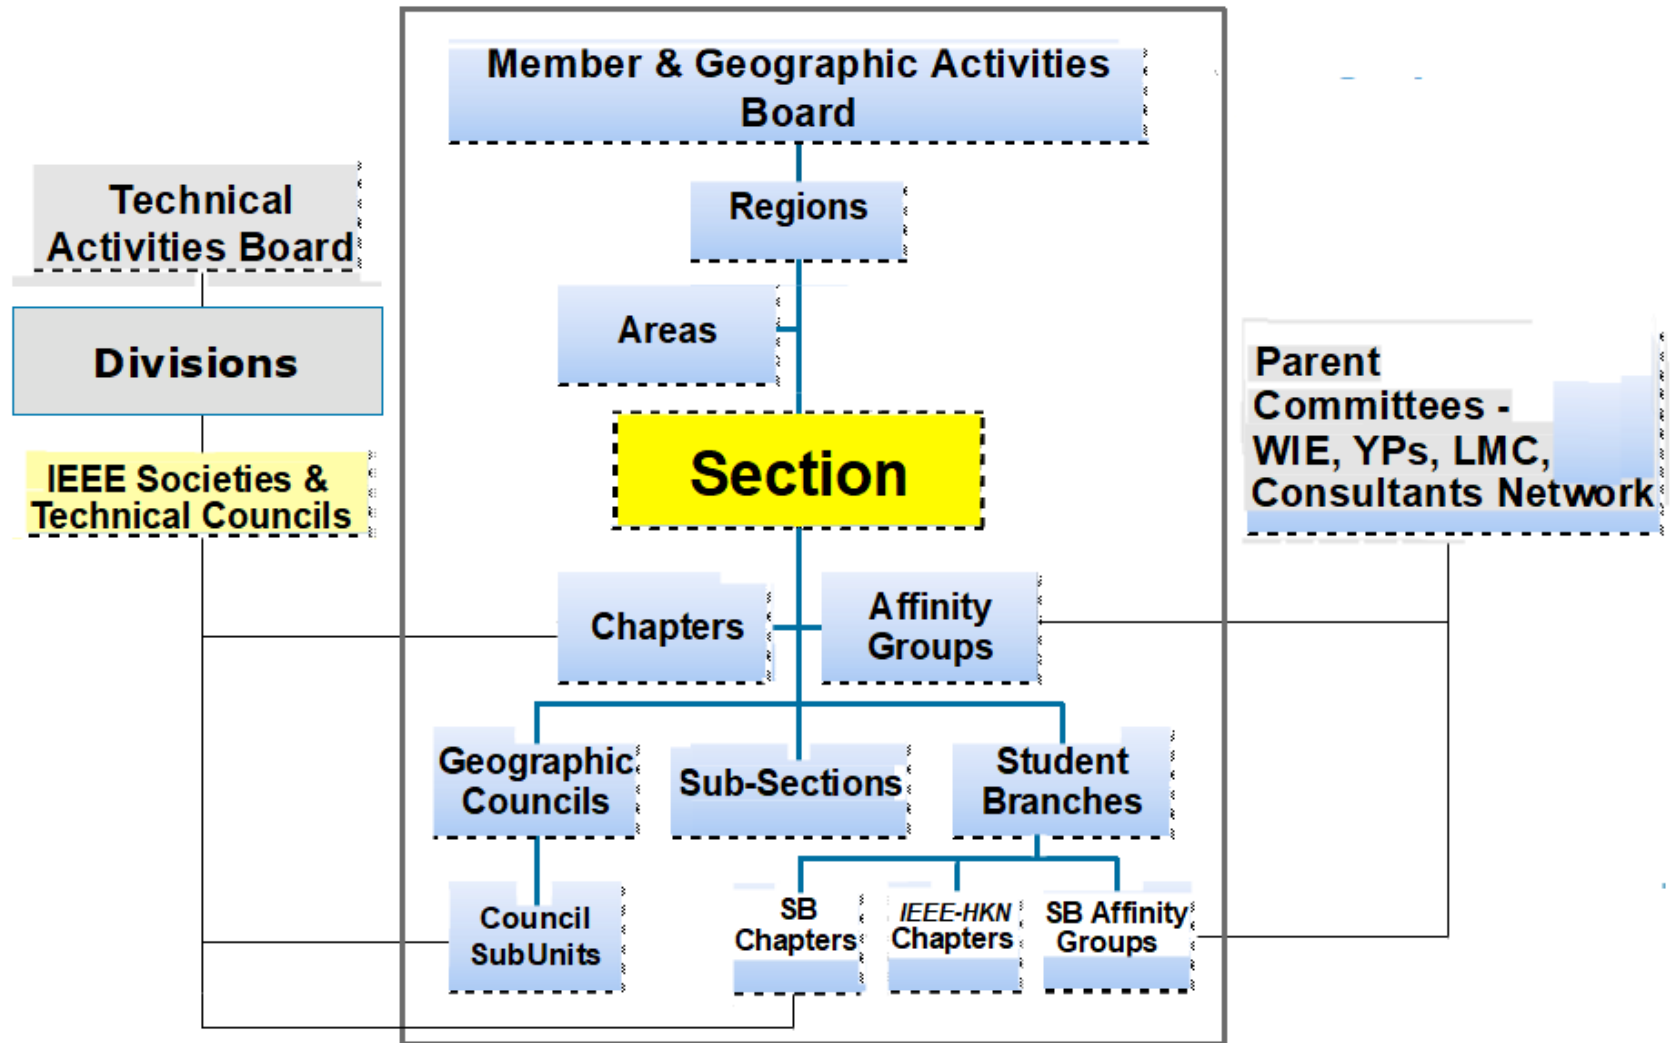 Member & Geographic Activities
Board
Technical
Activities Board
Regions
Divisions
Areas
Parent
Committees -
WIE, YPs, LMC,
Consultants Network
Section
IEEE Societies &
Technical Councils
Chapters
Affinity
Groups
Geographic
Councils
Sub-Sections
Student
Branches
Council
SubUnits
SB
Chapters
IEEE-HKN
Chapters
SB Affinity
Groups